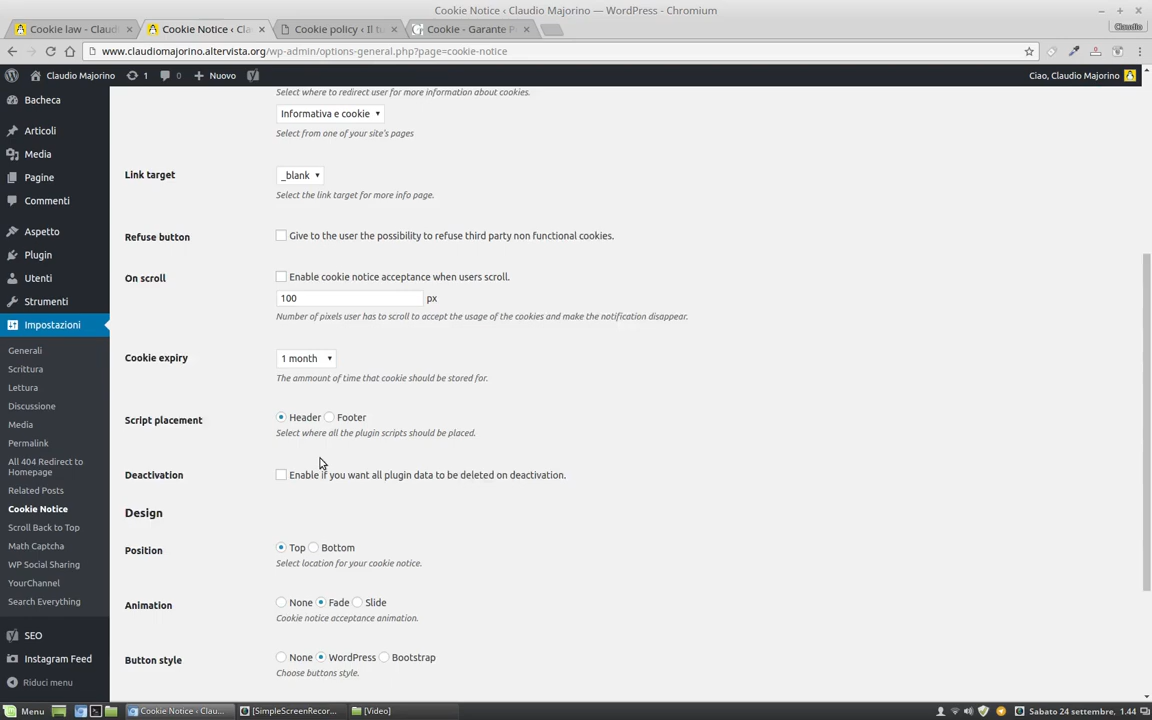 Cookie Notice ‹ Claudio Majorino — WordPress - Chromium
Cookie law - Claudi
Cookie Notice ‹ Cla
Cookie policy ‹ Il tu
Cookie - Garante P
Claudio
www.claudiomajorino.altervista.org/wp-admin/options-general.php?page=cookie-notice
Claudio Majorino
1
0
Nuovo
Ciao, Claudio Majorino
Bacheca
Articoli
Media
Pagine
Commenti
Aspetto
Plugin
Utenti
Strumenti
Impostazioni
Generali
Scrittura
Lettura
Discussione
Media
Permalink
All 404 Redirect to
Homepage
Related Posts
Cookie Notice
Scroll Back to Top
Math Captcha
WP Social Sharing
YourChannel
Search Everything
SEO
Instagram Feed
Riduci menu
Select where to redirect user for more information about cookies.
Informativa e cookie
Select from one of your site's pages
Link target
_blank
Select the link target for more info page.
Refuse button
Give to the user the possibility to refuse third party non functional cookies.
On scroll
Enable cookie notice acceptance when users scroll.
100 px
Number of pixels user has to scroll to accept the usage of the cookies and make the notification disappear.
Cookie expiry
1 month
The ammount of time that cookie should be stored for.
Script placement
Header Footer
Select where all the plugin scripts should be placed.
Deactivation
Enable if you want all plugin data to be deleted on deactivation.
Design
Position
Top Bottom
Select location for your cookie notice.
Animation
None Fade Slide
Cookie notice acceptance animation.
Button style
None WordPress Bootstrap
Choose buttons style.
Menu
Cookie Notice ‹ Clau...
[SimpleScreenRecor...
[Video]
Sabato 24 settembre, 1.44